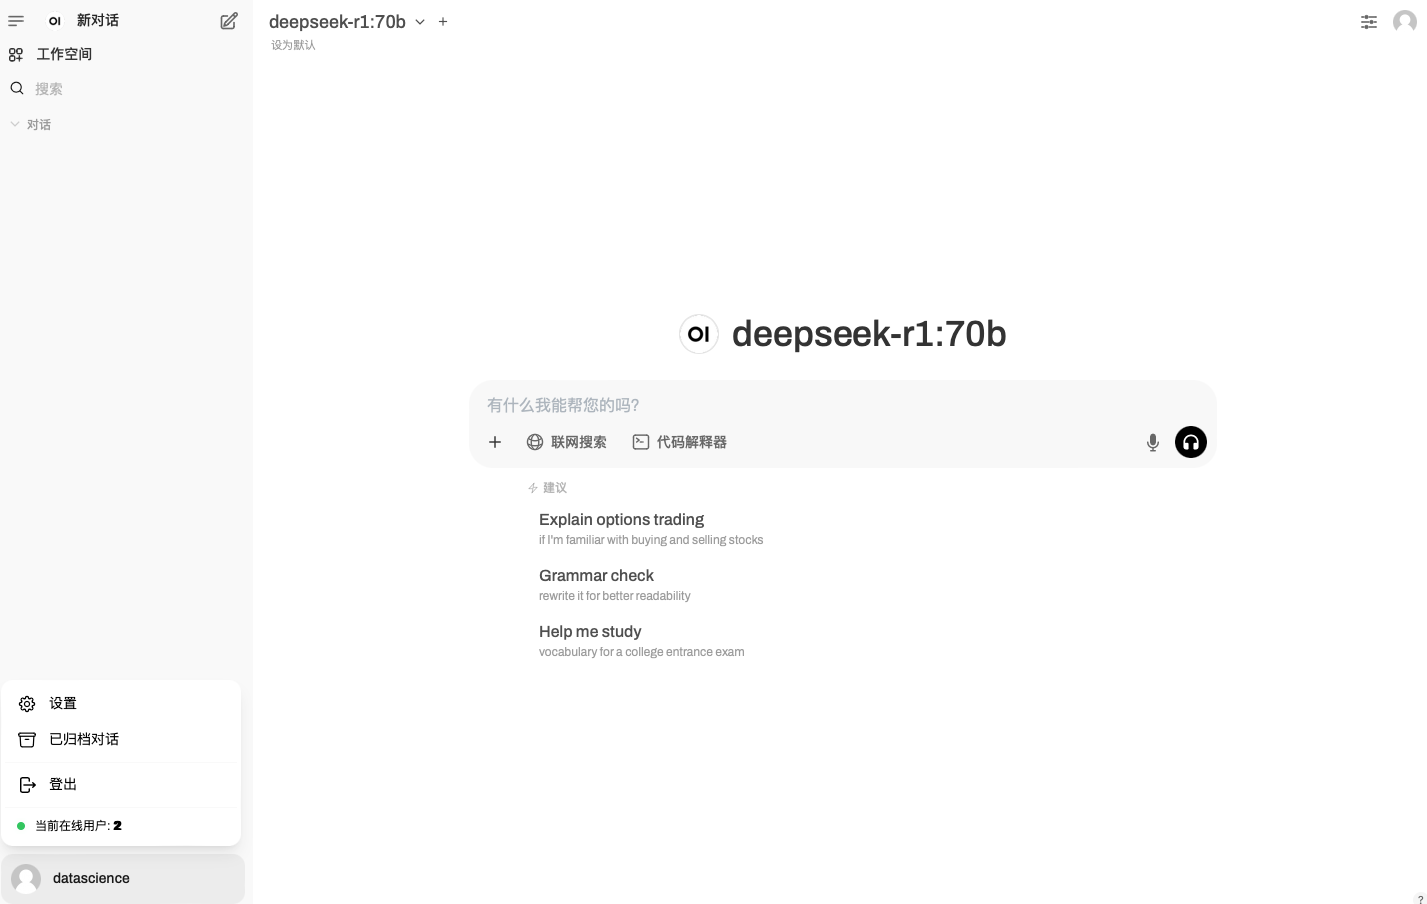 OI 新对话
工作空间
搜索
对话
deepseek-r1:70b
设为默认
OI deepseek-r1:70b
有什么我能帮您的吗?
联网搜索 代码解释器
建议
Explain options trading
if I'm familiar with buying and selling stocks
Grammar check
rewrite it for better readability
Help me study
vocabulary for a college entrance exam
设置
已归档对话
登出
当前在线用户: 2
datascience
?